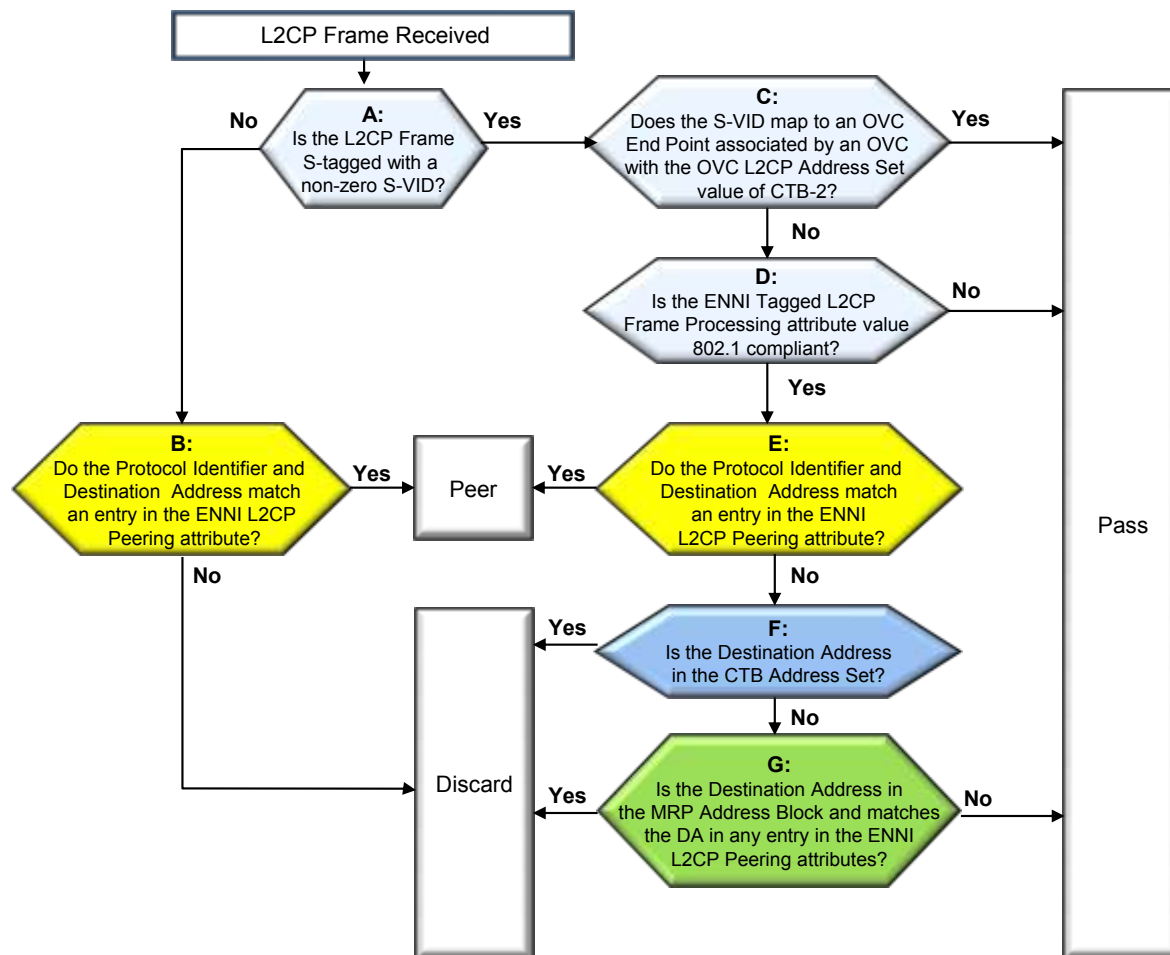 L2CP Frame Received
No
A:
Is the L2CP Frame
S-tagged with a
non-zero S-VID?
Yes
C:
Does the S-VID map to an OVC
End Point associated by an OVC
with the OVC L2CP Address Set
value of CTB-2?
Yes
No
D:
Is the ENNI Tagged L2CP
Frame Processing attribute value
802.1 compliant?
No
Yes
B:
Do the Protocol Identifier and
Destination Address match
an entry in the ENNI L2CP
Peering attribute?
Yes
Peer
Yes
E:
Do the Protocol Identifier and
Destination Address match
an entry in the ENNI
L2CP Peering attribute?
Pass
No
No
Yes
F:
Is the Destination Address
in the CTB Address Set?
No
Discard
Yes
G:
Is the Destination Address in
the MRP Address Block and matches
the DA in any entry in the ENNI
L2CP Peering attributes?
No